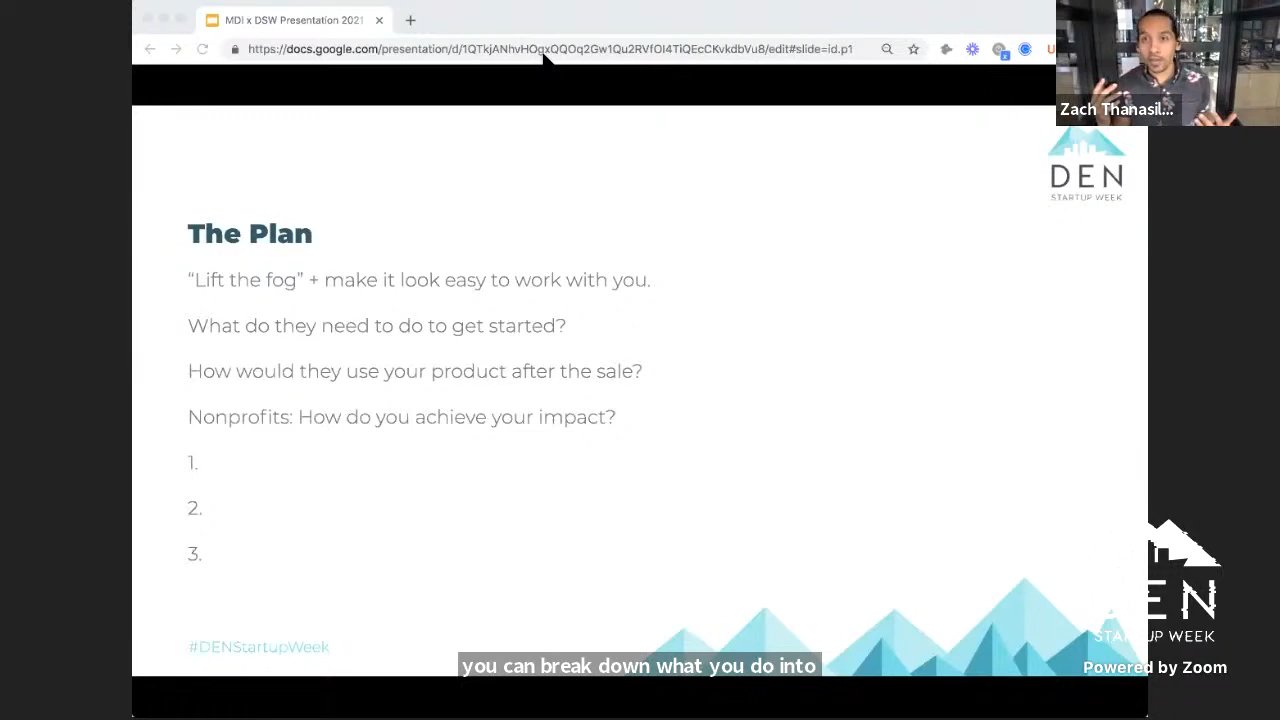 MDI x DSW Presentation 2021
https://docs.google.com/presentation/d/1QTkjANhvHOgxQQOq2Gw1Qu2RVfOI4TiQEcCKvkdbVu8/edit#slide=id.p1
Zach Thanasil...
DEN
STARTUP WEEK
The Plan
“Lift the fog” + make it look easy to work with you.
What do they need to do to get started?
How would they use your product after the sale?
Nonprofits: How do you achieve your impact?
1.
2.
3.
#DENStartupWeek
you can break down what you do into
DEN
STARTUP WEEK
Powered by Zoom